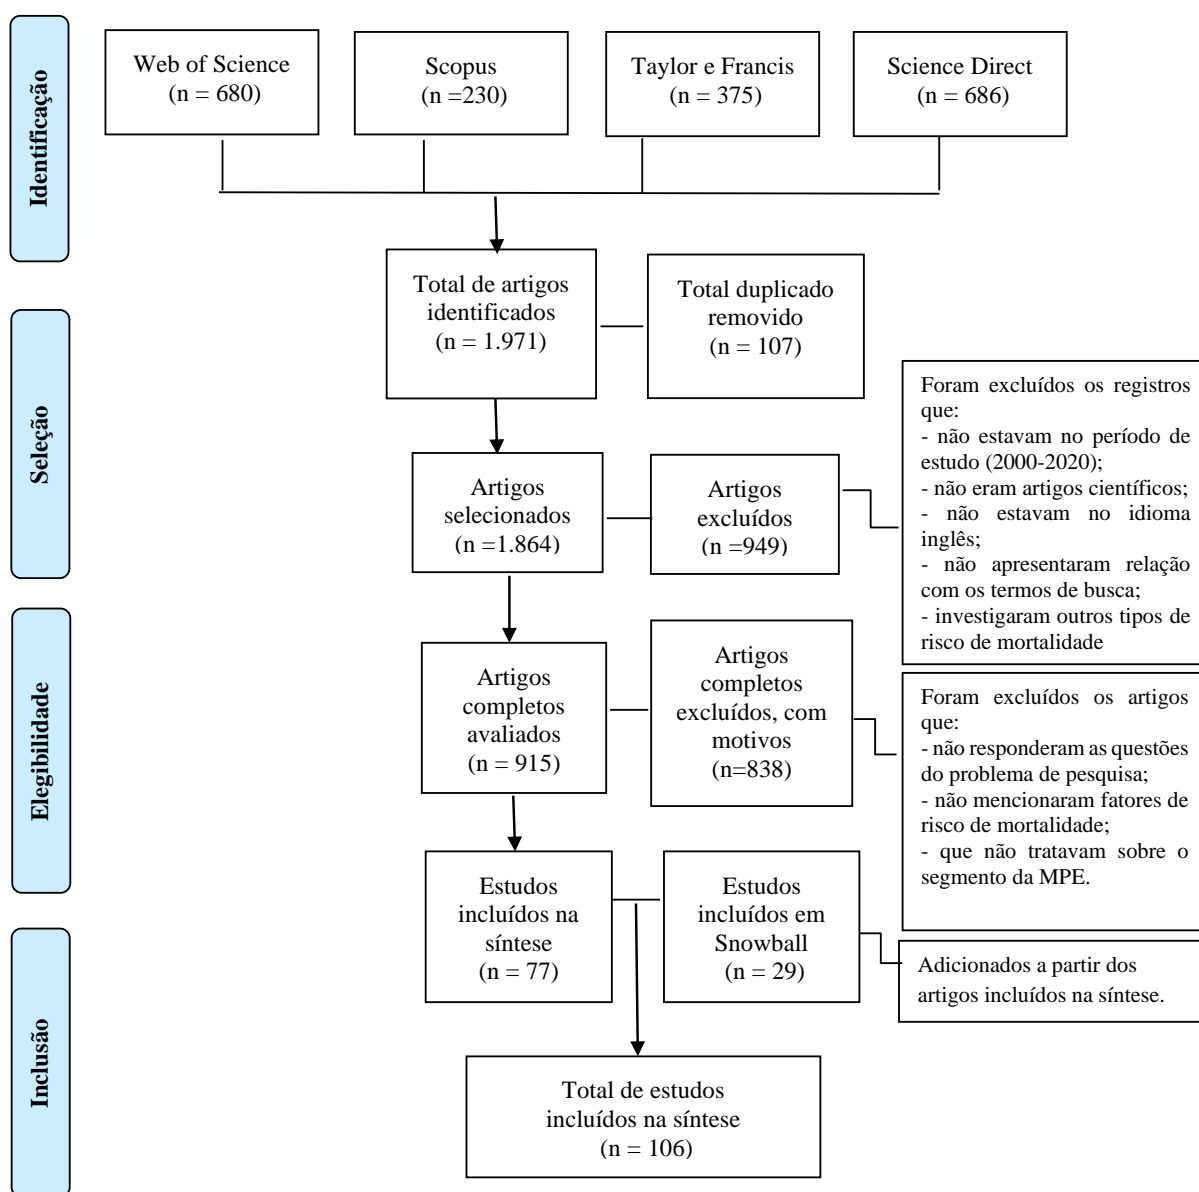 Identificação
Web of Science
(n = 680)
Scopus
(n =230)
Taylor e Francis
(n = 375)
Science Direct
(n = 686)
Total de artigos
identificados
(n = 1.971)
Total duplicado
removido
(n = 107)
Seleção
Artigos
selecionados
(n =1.864)
Artigos
excluídos
(n =949)
Foram excluídos os registros
que:
- não estavam no período de
estudo (2000-2020);
- não eram artigos científicos;
- não estavam no idioma
inglês;
- não apresentaram relação
com os termos de busca;
- investigaram outros tipos de
risco de mortalidade
Elegibilidade
Artigos
completos
avaliados
(n = 915)
Artigos
completos
excluídos, com
motivos
(n=838)
Foram excluídos os artigos
que:
- não responderam as questões
do problema de pesquisa;
- não mencionaram fatores de
risco de mortalidade;
- que não tratavam sobre o
segmento da MPE.
Inclusão
Estudos
incluídos na
síntese
(n = 77)
Estudos
incluídos em
Snowball
(n = 29)
Adicionados a partir dos
artigos incluídos na síntese.
Total de estudos
incluídos na síntese
(n = 106)